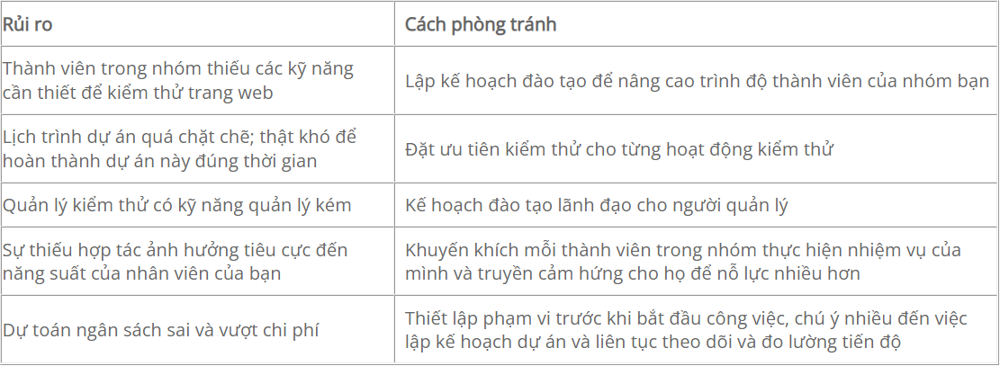 Rủi ro
Cách phòng tránh
Thành viên trong nhóm thiếu các kỹ năng
cần thiết để kiểm thử trang web
Lập kế hoạch đào tạo để nâng cao trình độ thành viên của nhóm bạn
Lịch trình dự án quá chặt chẽ; thật khó để
hoàn thành dự án này đúng thời gian
Đặt ưu tiên kiểm thử cho từng hoạt động kiểm thử
Quản lý kiểm thử có kỹ năng quản lý kém
Kế hoạch đào tạo lãnh đạo cho người quản lý
Sự thiếu hợp tác ảnh hưởng tiêu cực đến
năng suất của nhân viên của bạn
Khuyến khích mỗi thành viên trong nhóm thực hiện nhiệm vụ của
mình và truyền cảm hứng cho họ để nỗ lực nhiều hơn
Dự toán ngân sách sai và vượt chi phí
Thiết lập phạm vi trước khi bắt đầu công việc, chú ý nhiều đến việc
lập kế hoạch dự án và liên tục theo dõi và đo lường tiến độ